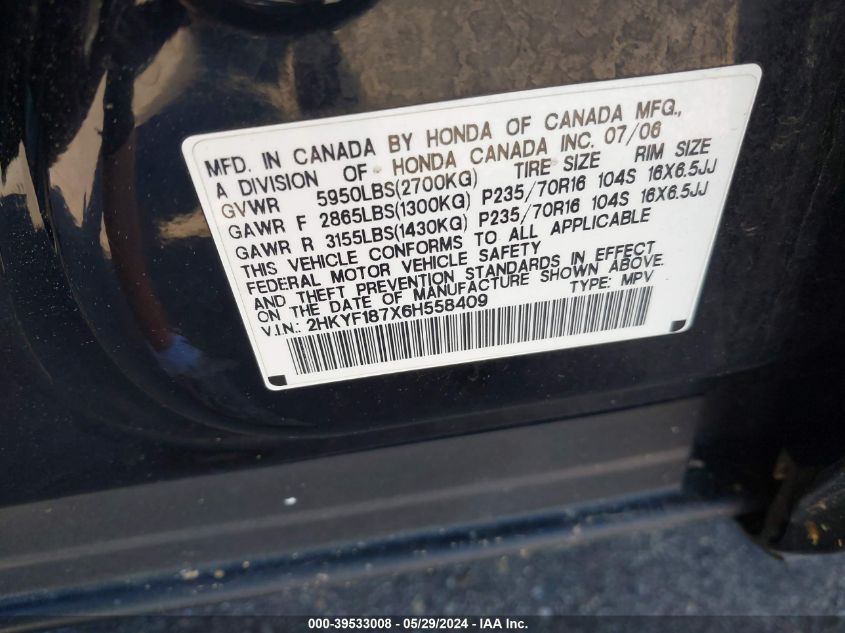 MFD. IN CANADA BY HONDA OF CANADA MFG.,
A DIVISION OF HONDA CANADA INC. 07/06
GVWR 5950LBS(2700KG) TIRE SIZE RIM SIZE
GAWR F 2865LBS(1300KG) P235/70R16 104S 16X6.5JJ
GAWR R 3155LBS(1430KG) P235/70R16 104S 16X6.5JJ
THIS VEHICLE CONFORMS TO ALL APPLICABLE
FEDERAL MOTOR VEHICLE SAFETY
AND THEFT PREVENTION STANDARDS IN EFFECT
ON THE DATE OF MANUFACTURE SHOWN ABOVE.
V.I.N.: 2HKYF187X6H558409 TYPE: MPV
000-39533008 - 05/29/2024 - IAA Inc.